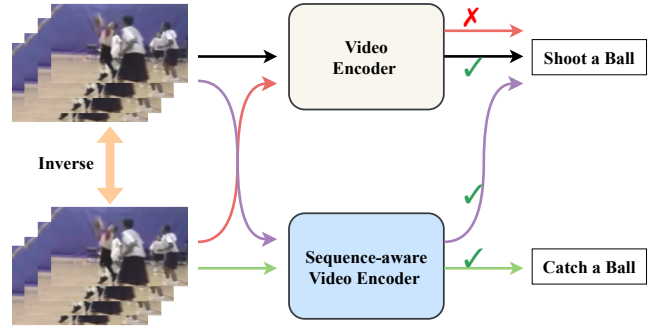 Video
Encoder
✗
✓
Shoot a Ball
Inverse
✓
Sequence-aware
Video Encoder
✓
Catch a Ball